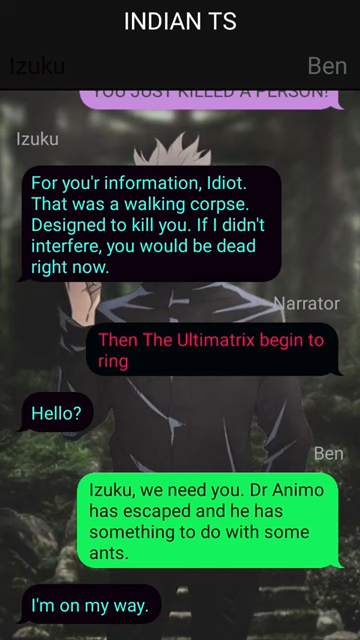 INDIAN TS
Izuku
Ben
YOU JUST KILLED A PERSON!
Izuku
For you'r information, Idiot.
That was a walking corpse.
Designed to kill you. If I didn't
interfere, you would be dead
right now.
Narrator
Then The Ultimatrix begin to
ring
Hello?
Ben
Izuku, we need you. Dr Animo
has escaped and he has
something to do with some
ants.
I'm on my way.